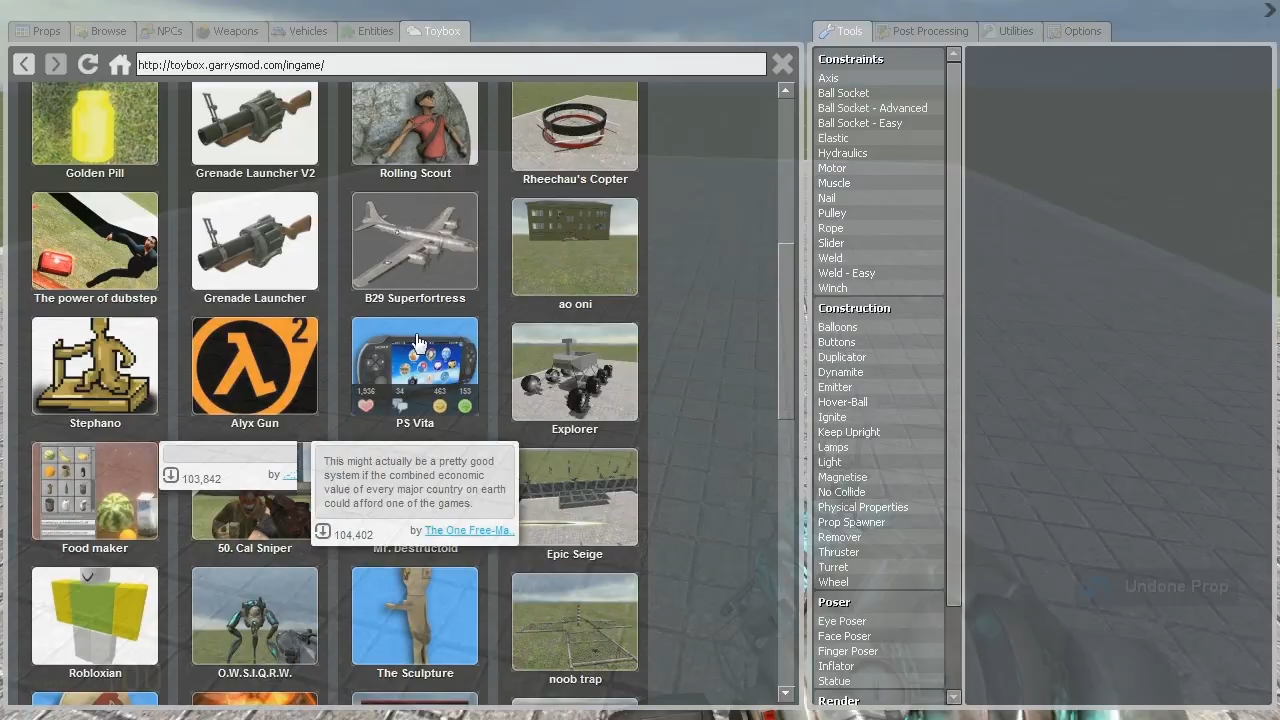 Props
Browse
NPCs
Weapons
Vehicles
Entities
Toybox
Tools
Post Processing
Utilities
Options
http://toybox.garrysmod.com/ingame/
Golden Pill
Grenade Launcher V2
Rolling Scout
Rheechau's Copter
The power of dubstep
Grenade Launcher
B29 Superfortress
ao oni
2
1,936
34
463
153
Stephano
Alyx Gun
PS Vita
Explorer
103,842
by
This might actually be a pretty good
system if the combined economic
value of every major country on earth
could afford one of the games.
104,402
by The One Free-Ma..
Food maker
50. Cal Sniper
Mr. Destructoid
Epic Seige
Robloxian
O.W.S.I.Q.R.W.
The Sculpture
noob trap
Constraints
Axis
Ball Socket
Ball Socket - Advanced
Ball Socket - Easy
Elastic
Hydraulics
Motor
Muscle
Nail
Pulley
Rope
Slider
Weld
Weld - Easy
Winch
Construction
Balloons
Buttons
Duplicator
Dynamite
Emitter
Hover-Ball
Ignite
Keep Upright
Lamps
Light
Magnetise
No Collide
Physical Properties
Prop Spawner
Remover
Thruster
Turret
Wheel
Poser
Eye Poser
Face Poser
Finger Poser
Inflator
Statue
Render
Undone Prop